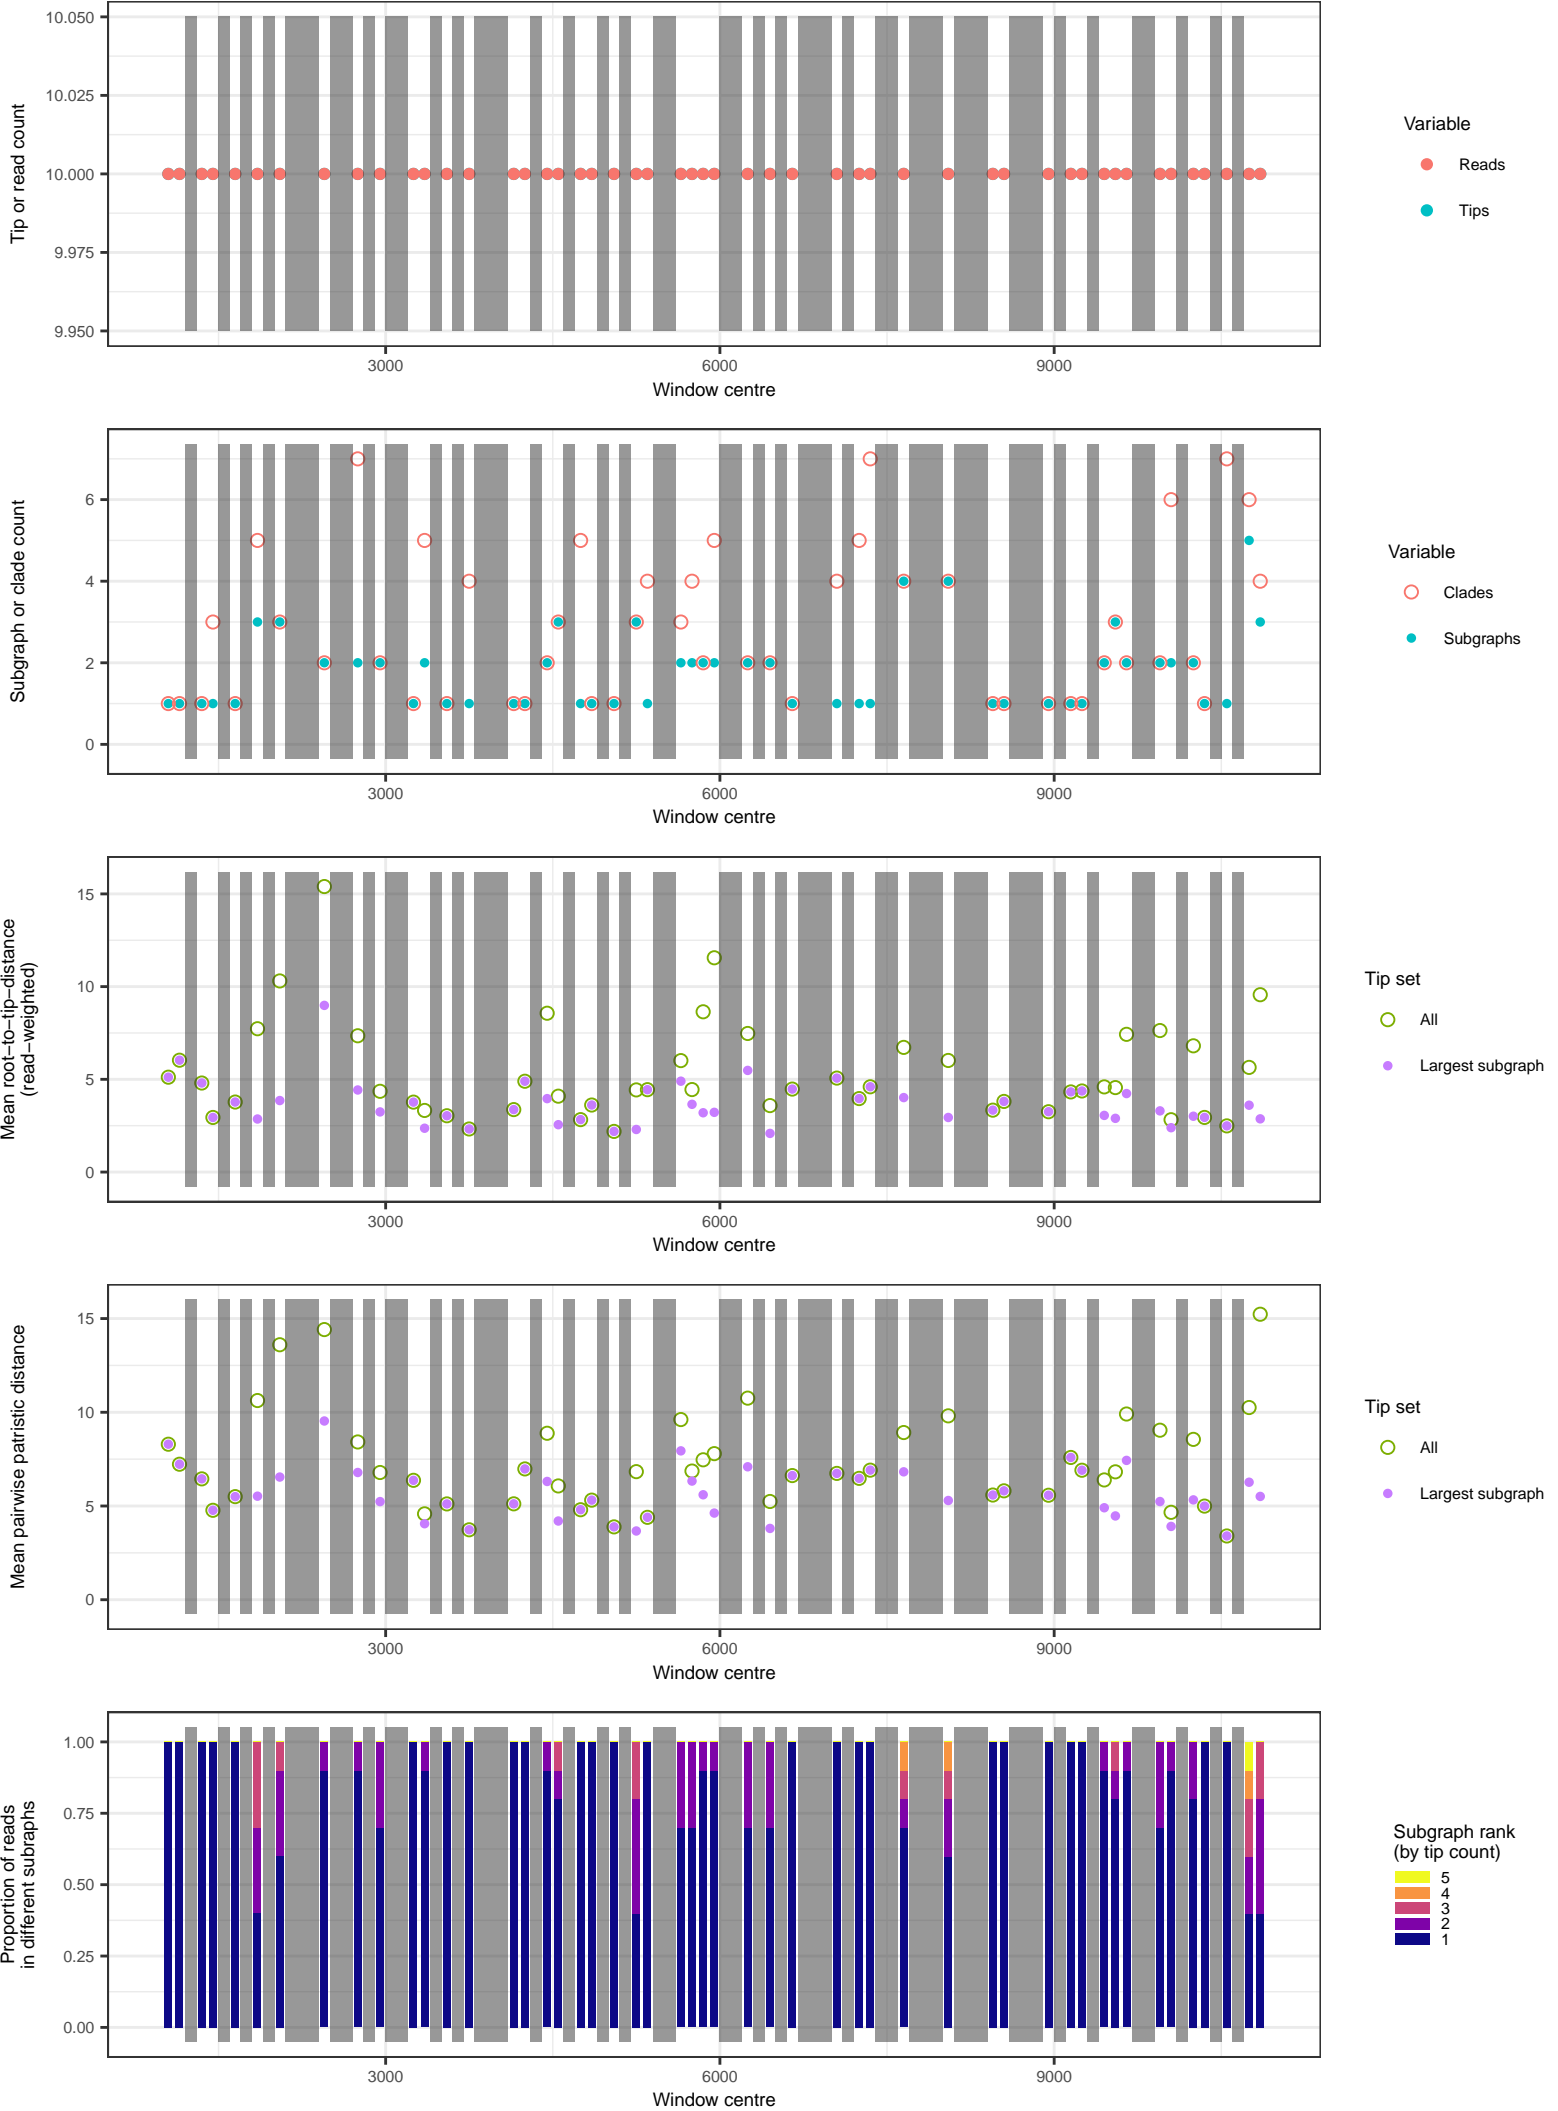 10.050
10.025
10.000
9.975
9.950
Tip or read count
3000
6000
9000
Window centre
Variable
Reads
Tips
6
4
2
0
Subgraph or clade count
3000
6000
9000
Window centre
Variable
Clades
Subgraphs
15
10
5
0
Mean root−to−tip−distance
(read−weighted)
3000
6000
9000
Window centre
Tip set
All
Largest subgraph
15
10
5
0
Mean pairwise patristic distance
3000
6000
9000
Window centre
Tip set
All
Largest subgraph
1.00
0.75
0.50
0.25
0.00
Proportion of reads
in different subraphs
3000
6000
9000
Window centre
Subgraph rank
(by tip count)
5
4
3
2
1